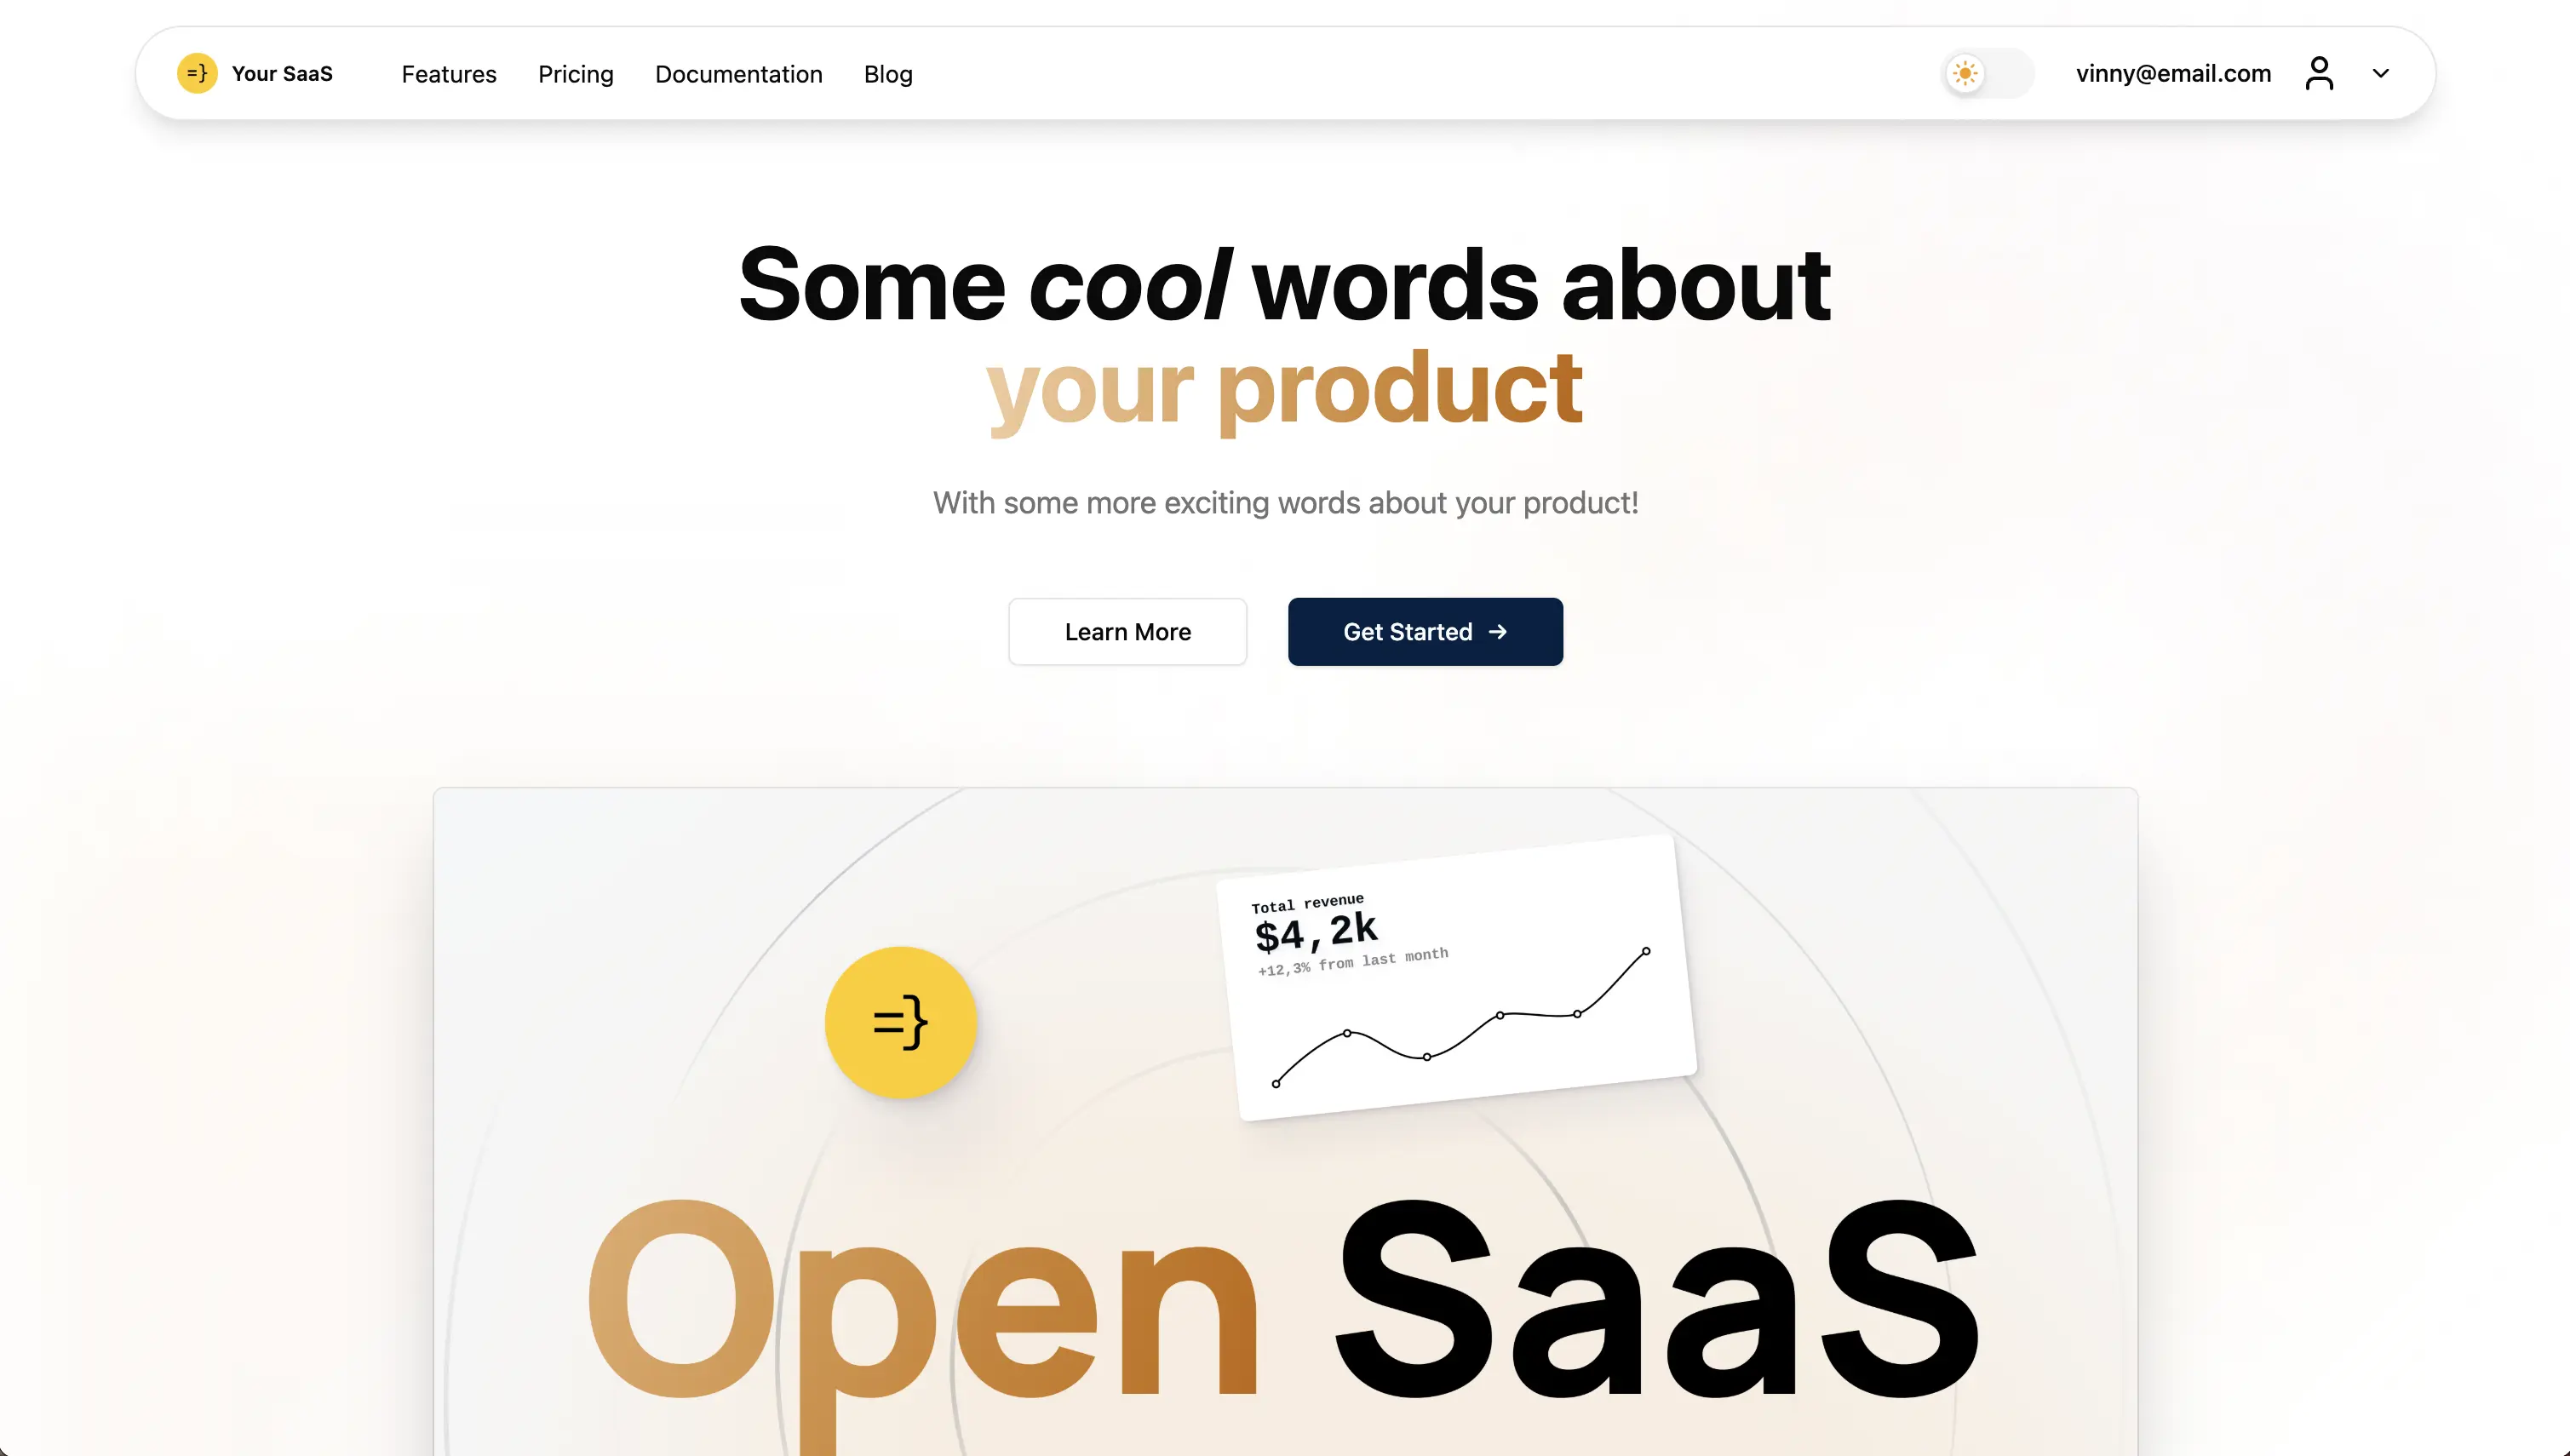 =} Your SaaS Features Pricing Documentation Blog vinny@email.com
Some cool words about
your product
With some more exciting words about your product!
Learn More Get Started →
Total revenue
$4,2k
+12,3% from last month
=}
Open SaaS